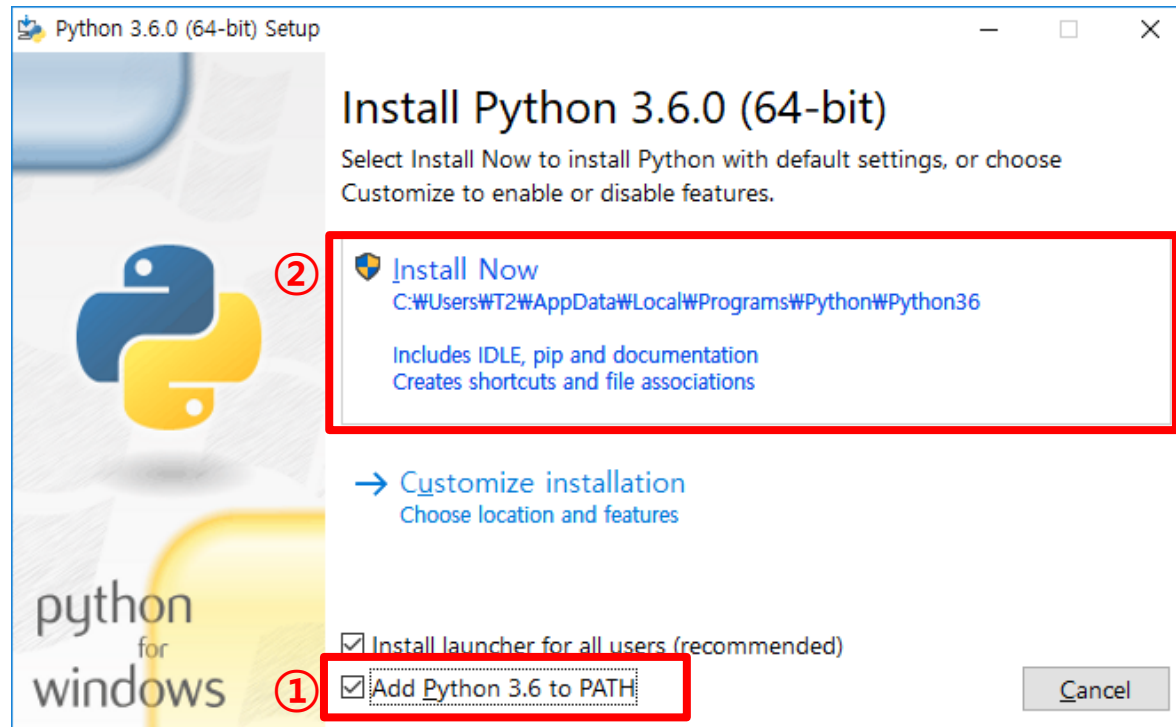 Python 3.6.0 (64-bit) Setup
Install Python 3.6.0 (64-bit)
Select Install Now to install Python with default settings, or choose
Customize to enable or disable features.
②
Install Now
C:₩Users₩T2₩AppData₩Local₩Programs₩Python₩Python36
Includes IDLE, pip and documentation
Creates shortcuts and file associations
Customize installation
Choose location and features
python
for
windows
Install launcher for all users (recommended)
①
Add Python 3.6 to PATH
Cancel